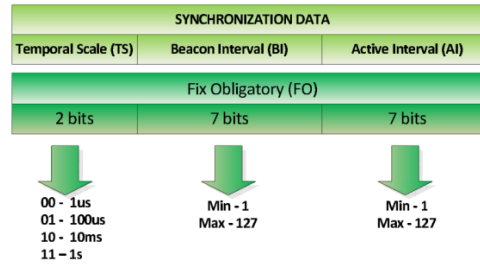 SYNCHRONIZATION DATA
Temporal Scale (TS) Beacon Interval (BI) Active Interval (AI)
Fix Obligatory (FO)
2 bits 7 bits 7 bits
00 - 1us
01 - 100us
10 - 10ms
11 – 1s
Min - 1
Max - 127
Min - 1
Max - 127